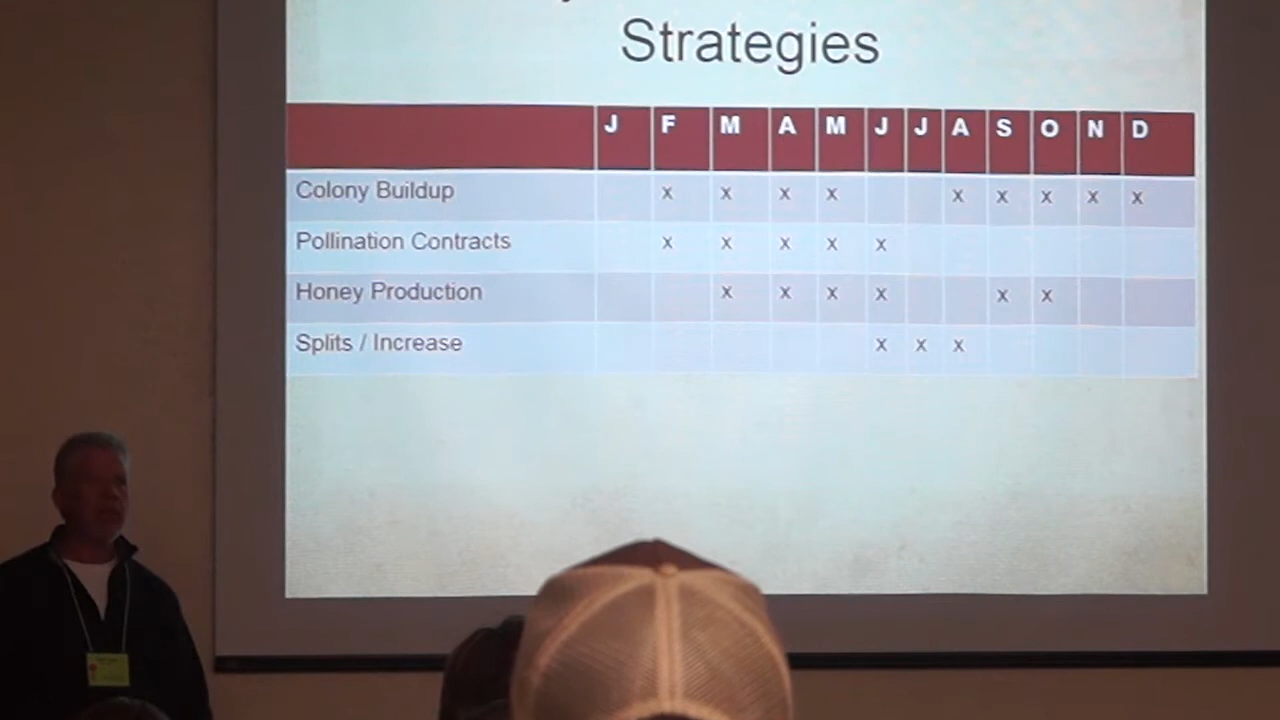 Strategies
J F M A M J J A S O N D
Colony Buildup x x x x x x x x x
Pollination Contracts x x x x x
Honey Production x x x x x x
Splits / Increase x x x